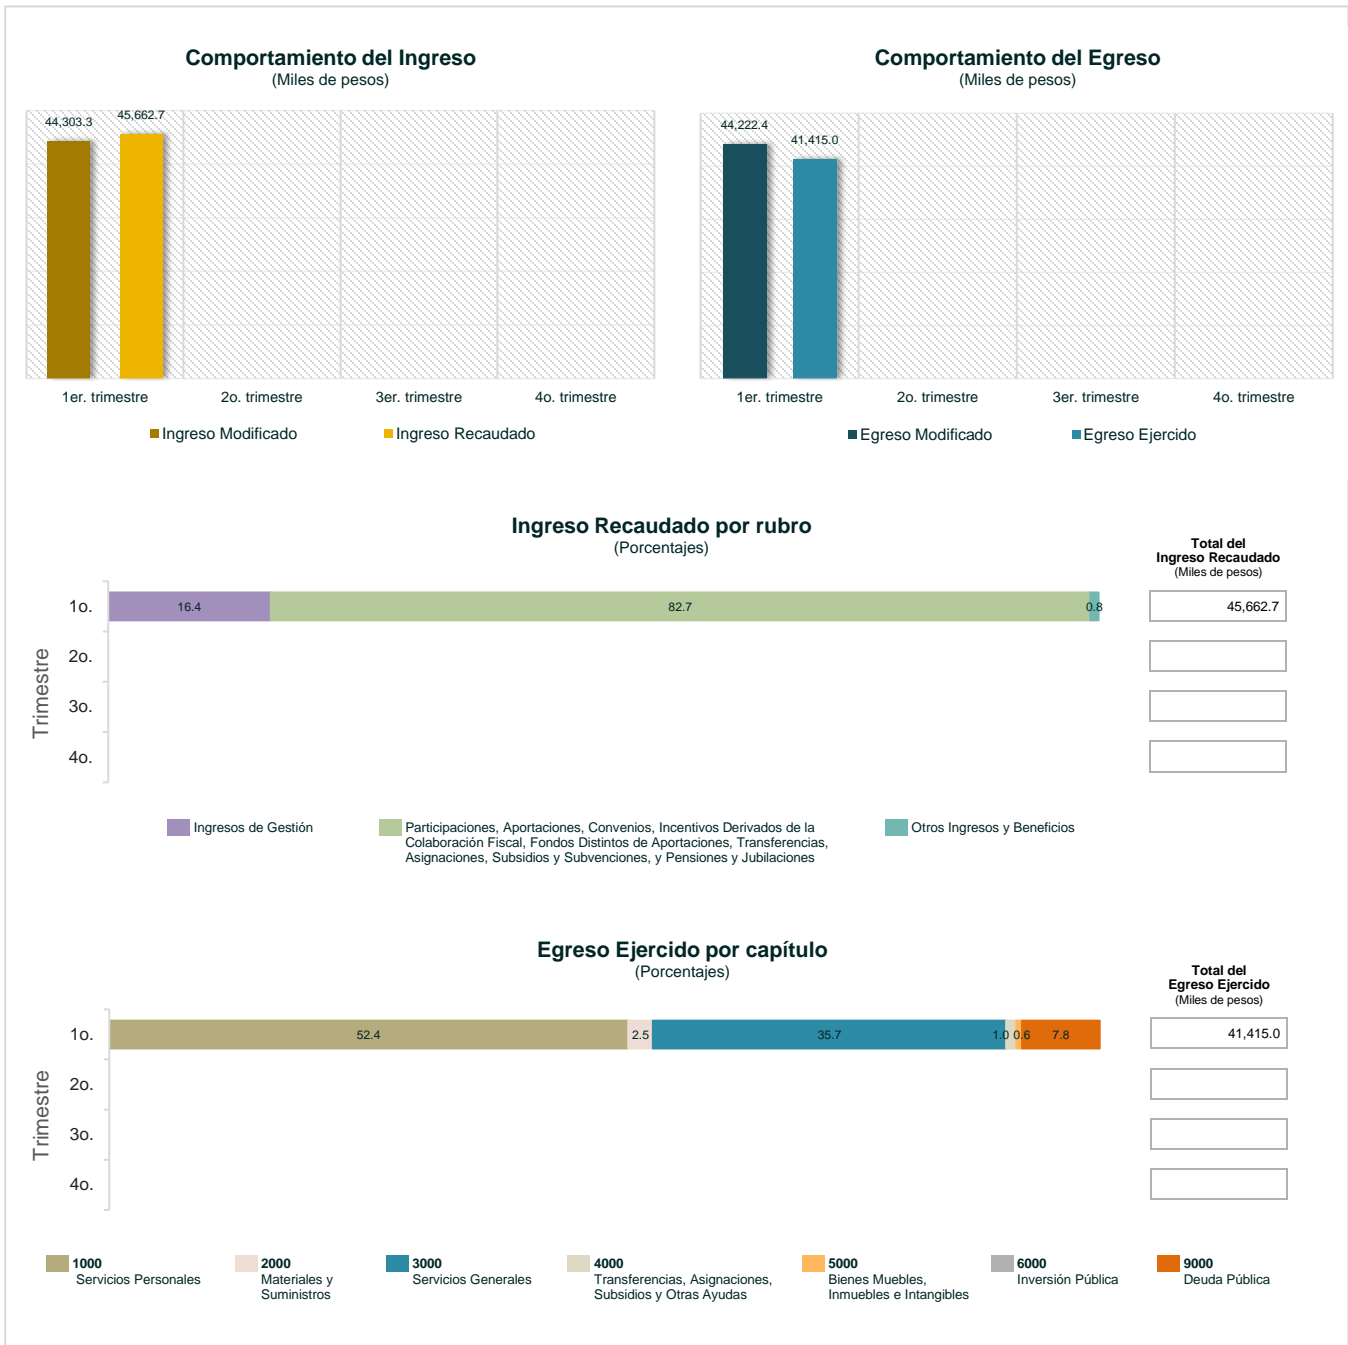 Comportamiento del Ingreso
(Miles de pesos)
44,303.3
45,662.7
1er. trimestre
2o. trimestre
3er. trimestre
4o. trimestre
Ingreso Modificado
Ingreso Recaudado
Comportamiento del Egreso
(Miles de pesos)
44,222.4
41,415.0
1er. trimestre
2o. trimestre
3er. trimestre
4o. trimestre
Egreso Modificado
Egreso Ejercido
Ingreso Recaudado por rubro
(Porcentajes)
Total del
Ingreso Recaudado
(Miles de pesos)
Trimestre
1o.
16.4
82.7
0.8
45,662.7
2o.
3o.
4o.
Ingresos de Gestión
Participaciones, Aportaciones, Convenios, Incentivos Derivados de la
Colaboración Fiscal, Fondos Distintos de Aportaciones, Transferencias,
Asignaciones, Subsidios y Subvenciones, y Pensiones y Jubilaciones
Otros Ingresos y Beneficios
Egreso Ejercido por capítulo
(Porcentajes)
Total del
Egreso Ejercido
(Miles de pesos)
Trimestre
1o.
52.4
2.5
35.7
1.0
0.6
7.8
41,415.0
2o.
3o.
4o.
1000
Servicios Personales
2000
Materiales y
Suministros
3000
Servicios Generales
4000
Transferencias, Asignaciones,
Subsidios y Otras Ayudas
5000
Bienes Muebles,
Inmuebles e Intangibles
6000
Inversión Pública
9000
Deuda Pública